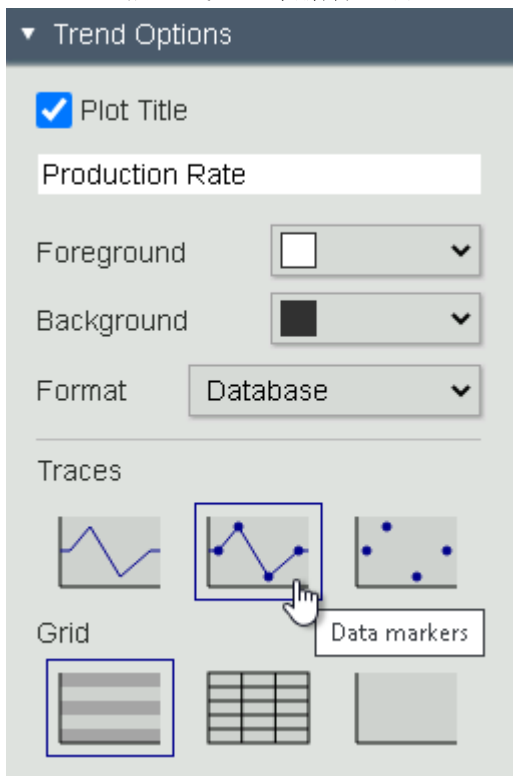 Trend Options
Plot Title
Production Rate
Foreground
Background
Format Database
Traces
Data markers
Grid